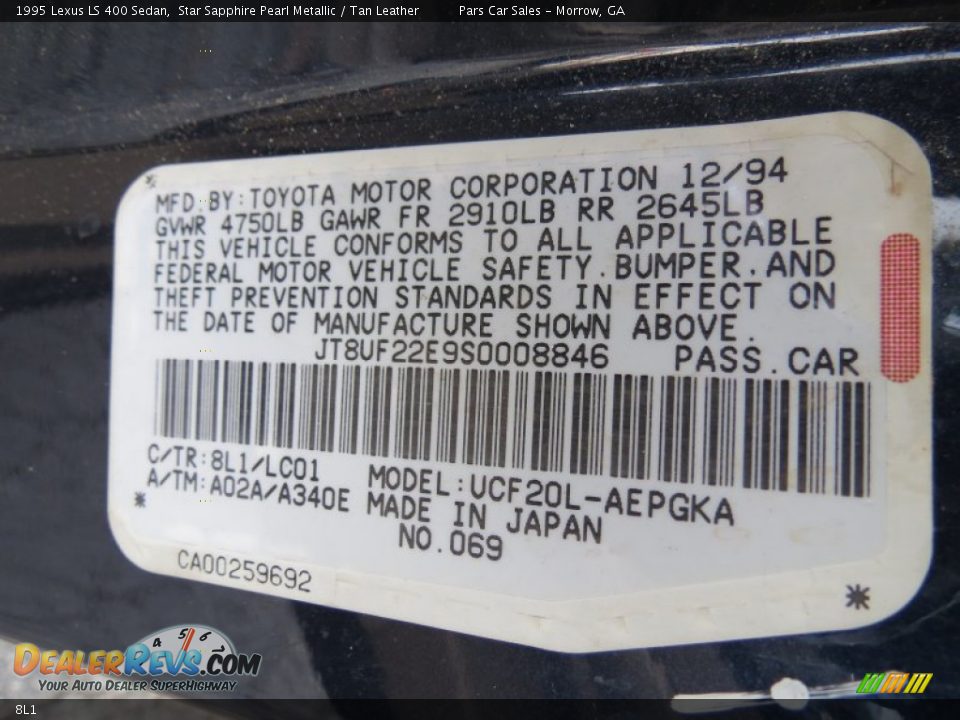 1995 Lexus LS 400 Sedan,  Star Sapphire Pearl Metallic / Tan Leather    Pars Car Sales - Morrow, GA
MFD.BY:TOYOTA MOTOR CORPORATION 12/94
GVWR 4750LB GAWR FR 2910LB RR 2645LB
THIS VEHICLE CONFORMS TO ALL APPLICABLE
FEDERAL MOTOR VEHICLE SAFETY.BUMPER.AND
THEFT PREVENTION STANDARDS IN EFFECT ON
THE DATE OF MANUFACTURE SHOWN ABOVE.
JT8UF22E9S0008846 PASS.CAR
C/TR:8L1/LC01 MODEL:UCF20L-AEPGKA
A/TM:A02A/A340E MADE IN JAPAN
NO.069
CA00259692
4 5 6
DEALERREVS.COM
YOUR AUTO DEALER SUPERHIGHWAY
8L1